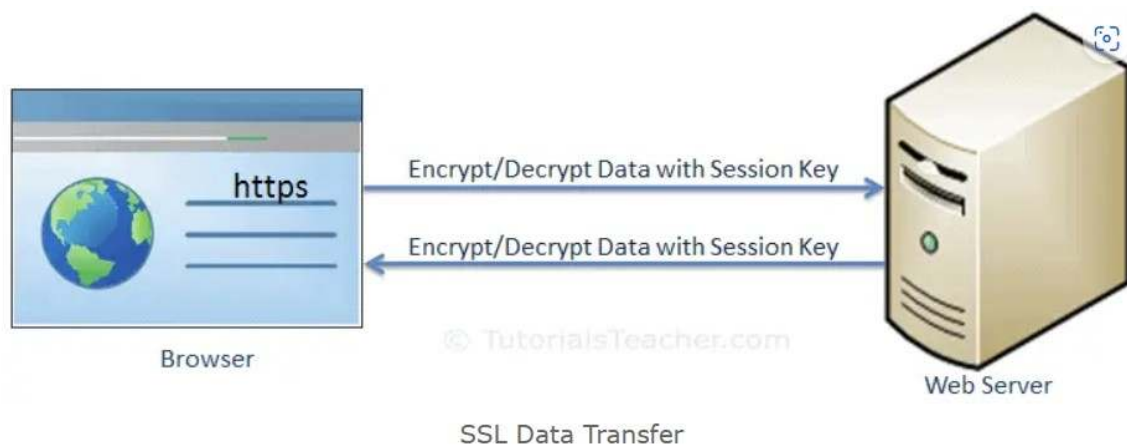 https
Encrypt/Decrypt Data with Session Key
Encrypt/Decrypt Data with Session Key
© TutorialsTeacher.com
Browser
Web Server
SSL Data Transfer